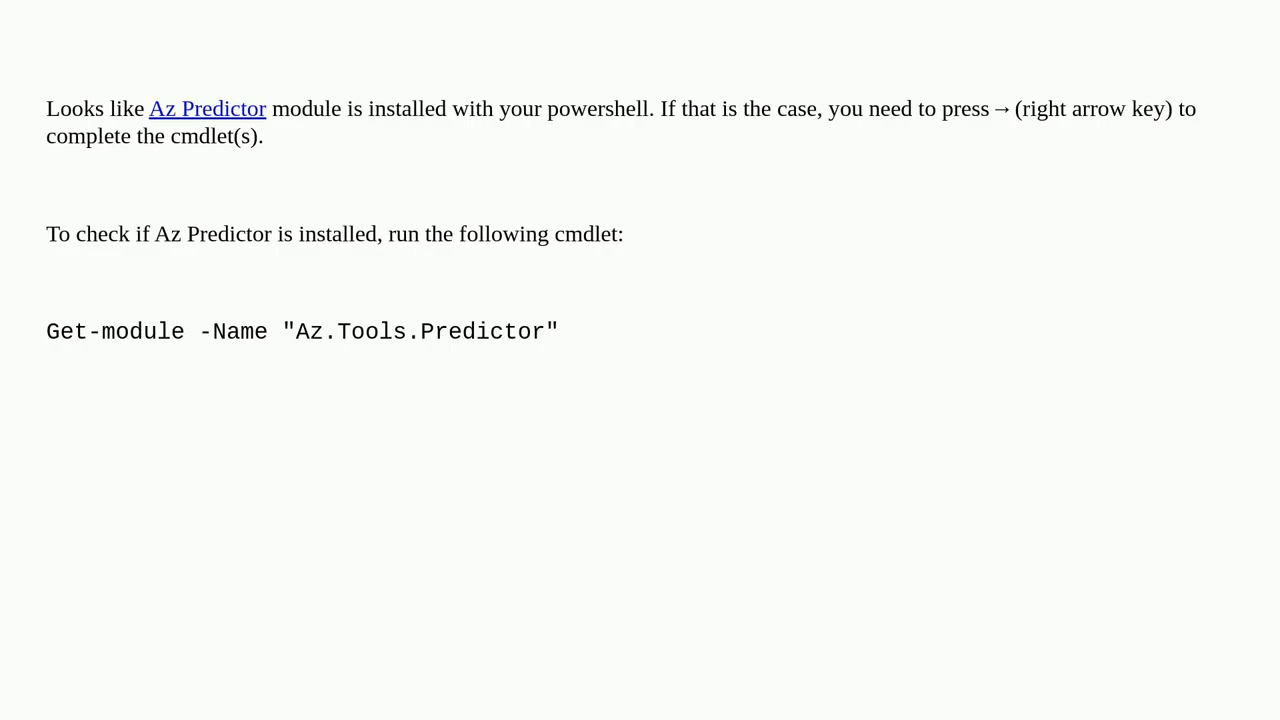 Looks like Az Predictor module is installed with your powershell. If that is the case, you need to press→(right arrow key) to
complete the cmdlet(s).
To check if Az Predictor is installed, run the following cmdlet:
Get-module -Name "Az.Tools.Predictor"